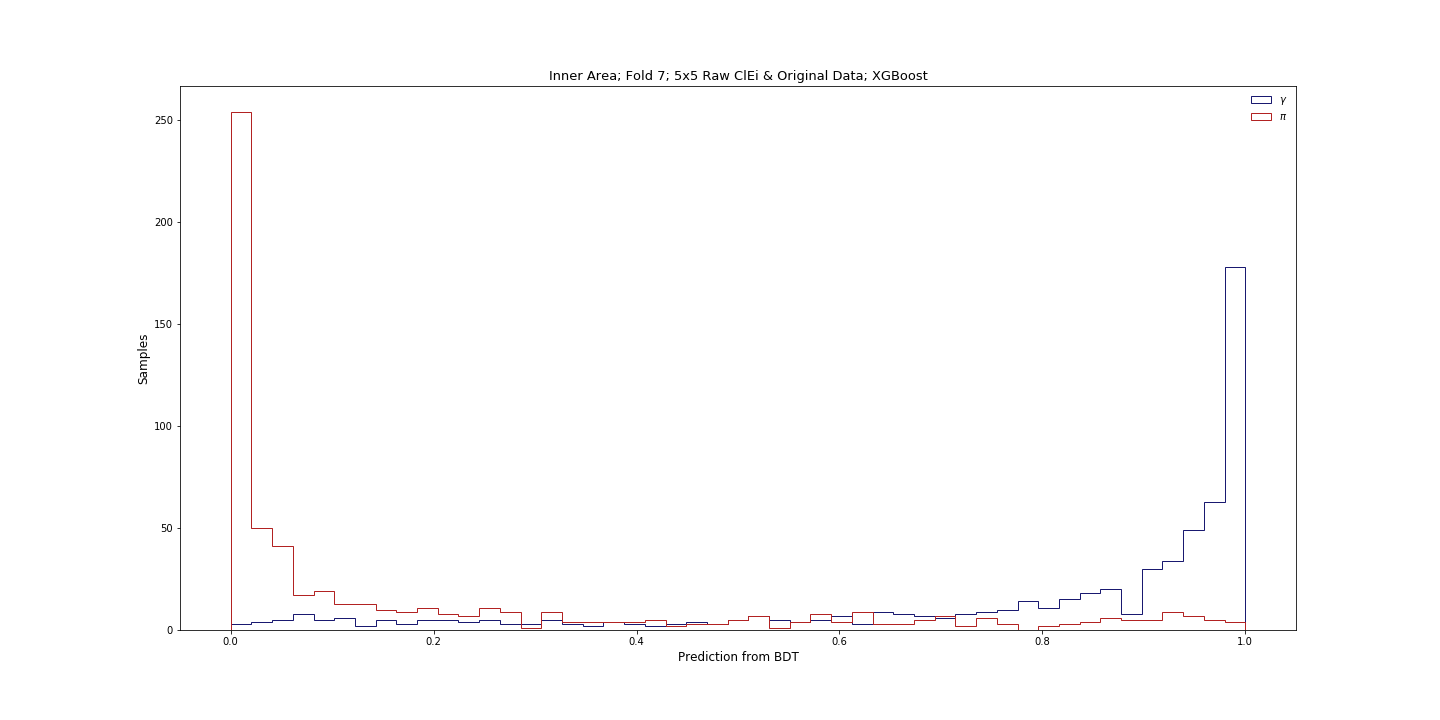 Inner Area; Fold 7; 5x5 Raw ClEi & Original Data; XGBoost
γ
π
250
200
150
100
50
0
Samples
0.0 0.2 0.4 0.6 0.8 1.0
Prediction from BDT